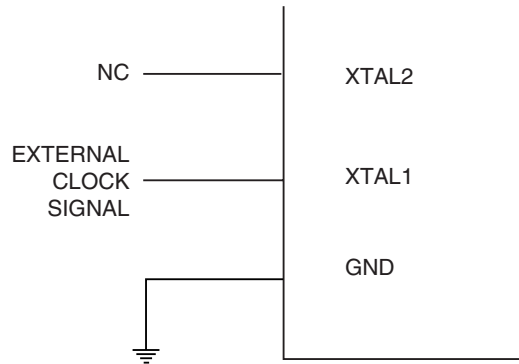 NC
XTAL2
EXTERNAL
CLOCK
SIGNAL
XTAL1
GND